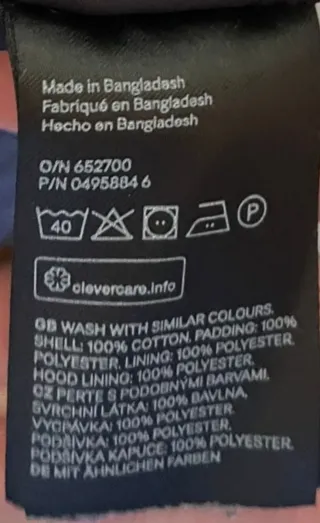 Made in Bangladesh
Fabriqué en Bangladesh
Hecho en Bangladesh
O/N 652700
P/N 0495884 6
40
P
clevercare.info
GB WASH WITH SIMILAR COLOURS.
SHELL: 100% COTTON. PADDING: 100%
POLYESTER. LINING: 100% POLYESTER.
HOOD LINING: 100% POLYESTER.
CZ PERTE S PODOBNÝMI BARVAMI.
SVRCHNÍ LÁTKA: 100% BAVLNA.
VYCPÁVKA: 100% POLYESTER.
PODŠÍVKA: 100% POLYESTER.
PODŠÍVKA KAPUCE: 100% POLYESTER.
DE MIT ÄHNLICHEN FARBEN